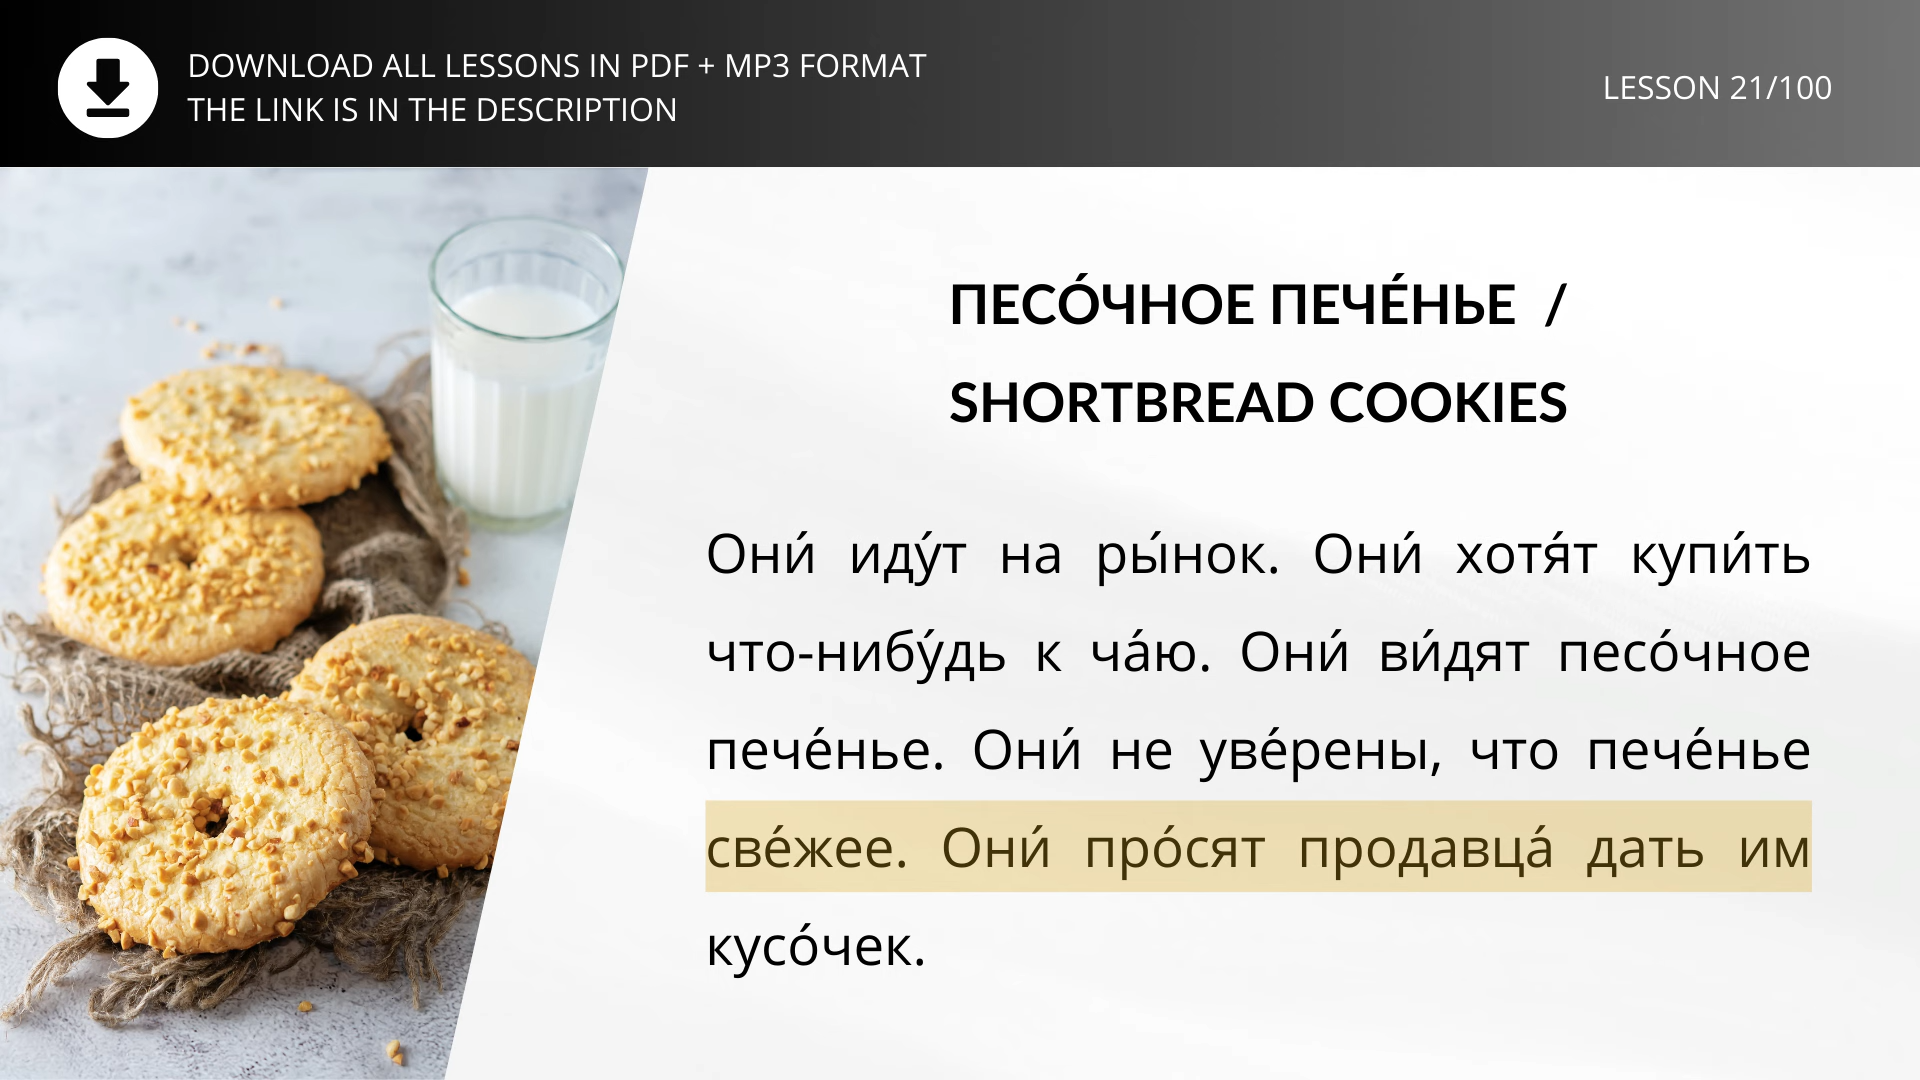 DOWNLOAD ALL LESSONS IN PDF + MP3 FORMAT
THE LINK IS IN THE DESCRIPTION
LESSON 21/100
ПЕСО́ЧНОЕ ПЕЧЕ́НЬЕ /
SHORTBREAD COOKIES
Они́ иду́т на ры́нок. Они́ хотя́т купи́ть
что-нибу́дь к ча́ю. Они́ ви́дят песо́чное
пече́нье. Они́ не уве́рены, что пече́нье
све́жее. Они́ про́сят продавца́ дать им
кусо́чек.